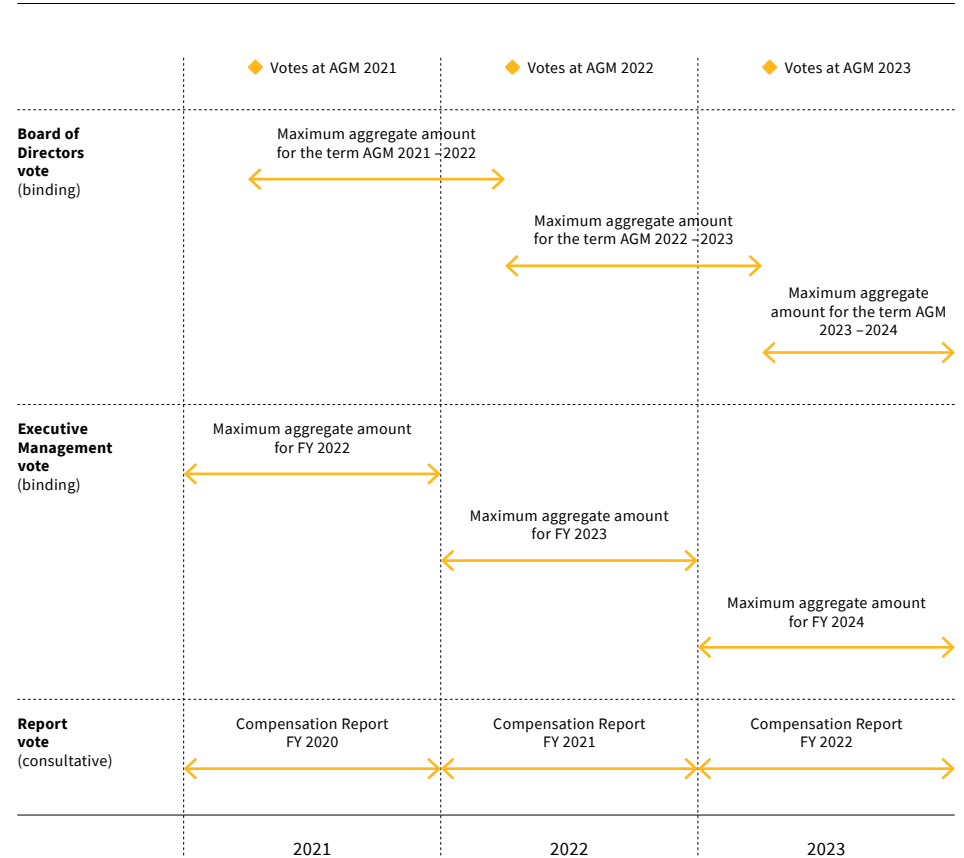 Votes at AGM 2021
Votes at AGM 2022
Votes at AGM 2023
Board of
Directors
vote
(binding)
Maximum aggregate amount
for the term AGM 2021 –2022
Maximum aggregate amount
for the term AGM 2022 –2023
Maximum aggregate
amount for the term AGM
2023 –2024
Executive
Management
vote
(binding)
Maximum aggregate amount
for FY 2022
Maximum aggregate amount
for FY 2023
Maximum aggregate amount
for FY 2024
Report
vote
(consultative)
Compensation Report
FY 2020
Compensation Report
FY 2021
Compensation Report
FY 2022
2021
2022
2023